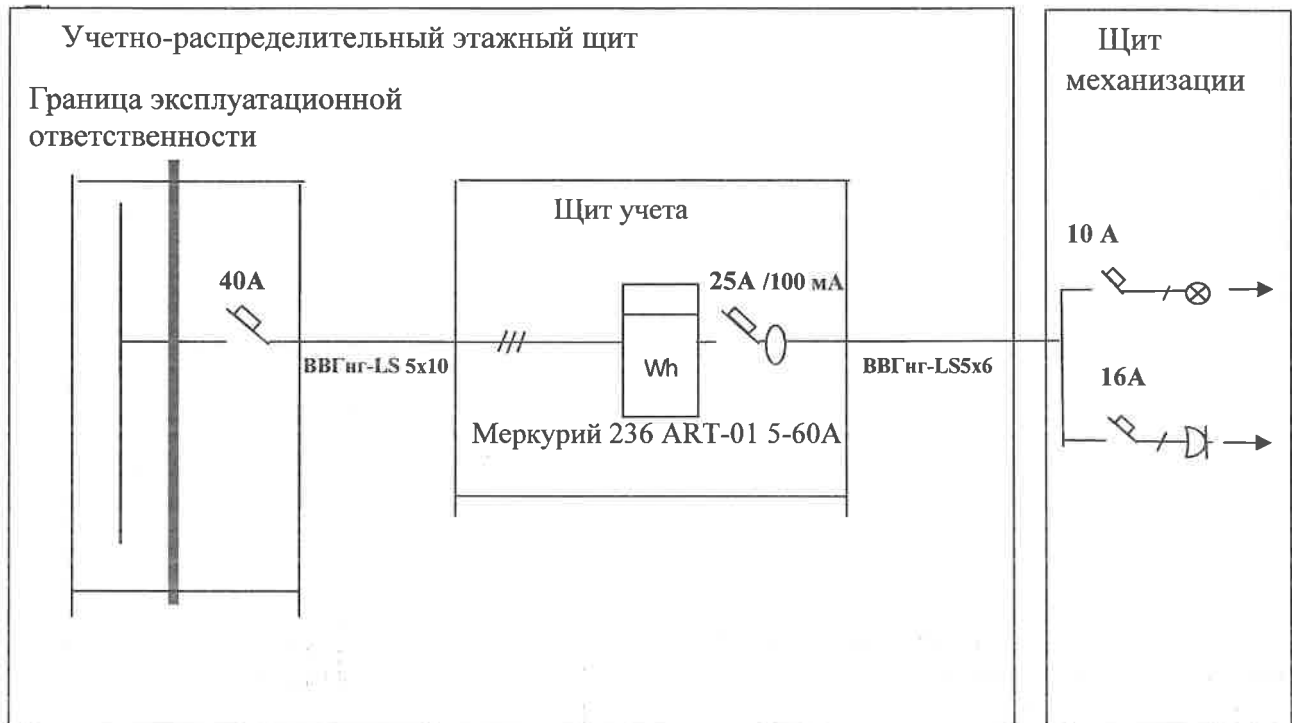 Учетно-распределительный этажный щит
Щит
механизации
Граница эксплуатационной
ответственности
Щит учета
10 А
40А
25А /100 мА
ВВГнг-LS 5х10
Wh
ВВГнг-LS5х6
16А
Меркурий 236 ART-01 5-60А